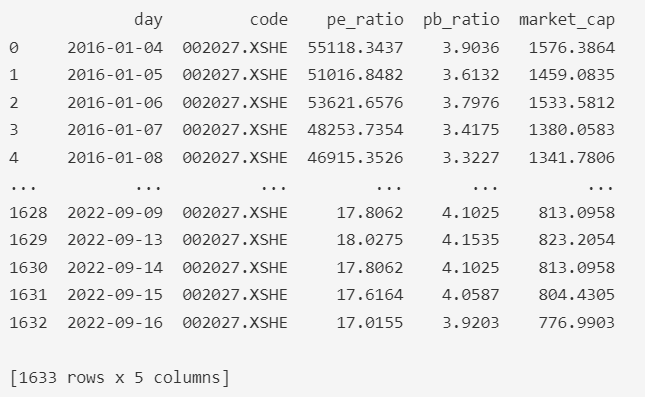 day code pe_ratio pb_ratio market_cap
0 2016-01-04 002027.XSHE 55118.3437 3.9036 1576.3864
1 2016-01-05 002027.XSHE 51016.8482 3.6132 1459.0835
2 2016-01-06 002027.XSHE 53621.6576 3.7976 1533.5812
3 2016-01-07 002027.XSHE 48253.7354 3.4175 1380.0583
4 2016-01-08 002027.XSHE 46915.3526 3.3227 1341.7806
... ... ... ... ... ...
1628 2022-09-09 002027.XSHE 17.8062 4.1025 813.0958
1629 2022-09-13 002027.XSHE 18.0275 4.1535 823.2054
1630 2022-09-14 002027.XSHE 17.8062 4.1025 813.0958
1631 2022-09-15 002027.XSHE 17.6164 4.0587 804.4305
1632 2022-09-16 002027.XSHE 17.0155 3.9203 776.9903
[1633 rows x 5 columns]